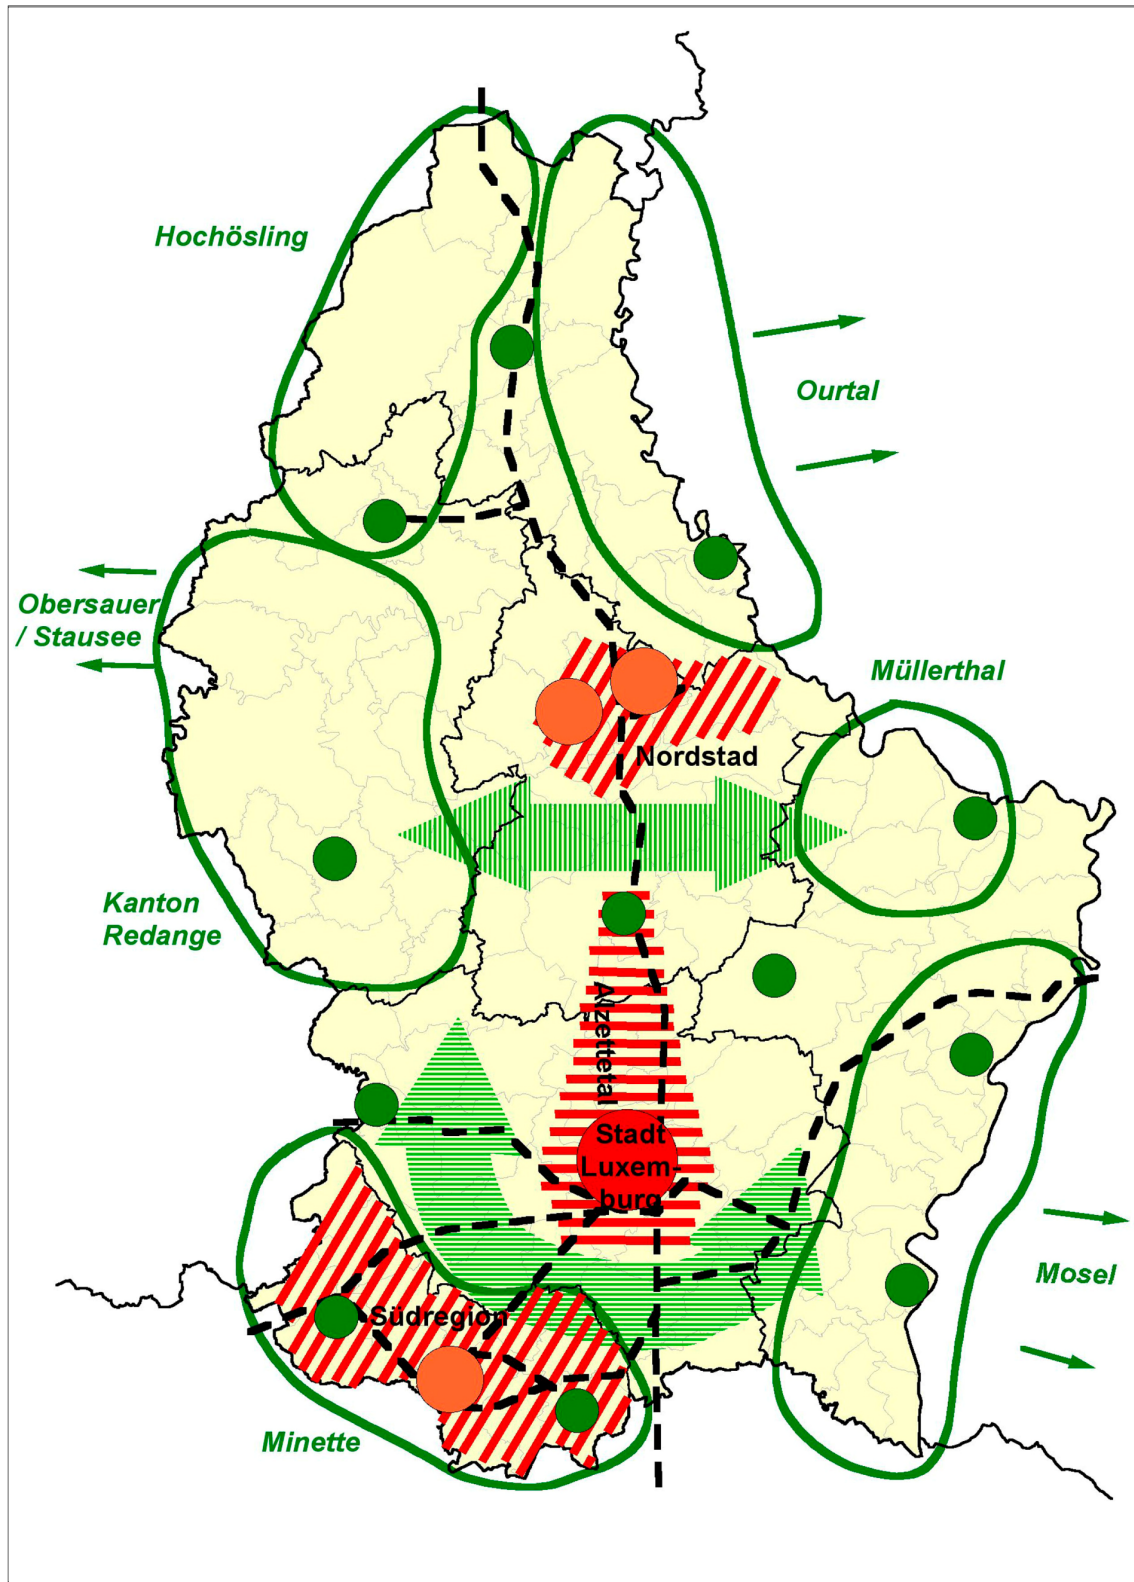 Hochösling
Ourtal
Obersauer
/ Stausee
Müllerthal
Nordstad
Kanton
Redange
Alzettetal
Stadt
Luxem-
burg
Mosel
Südregion
Minette